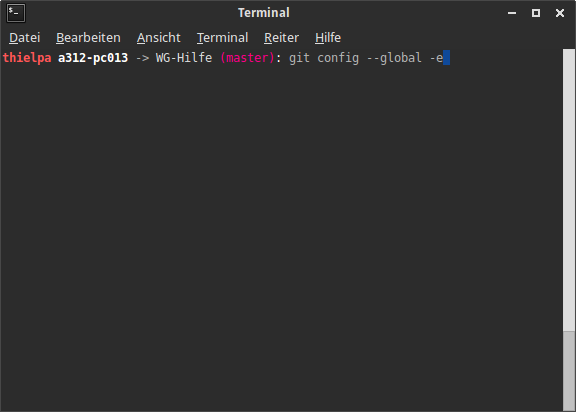 Terminal
Datei Bearbeiten Ansicht Terminal Reiter Hilfe
thielpa a312-pc013 -> WG-Hilfe (master): git config --global -e